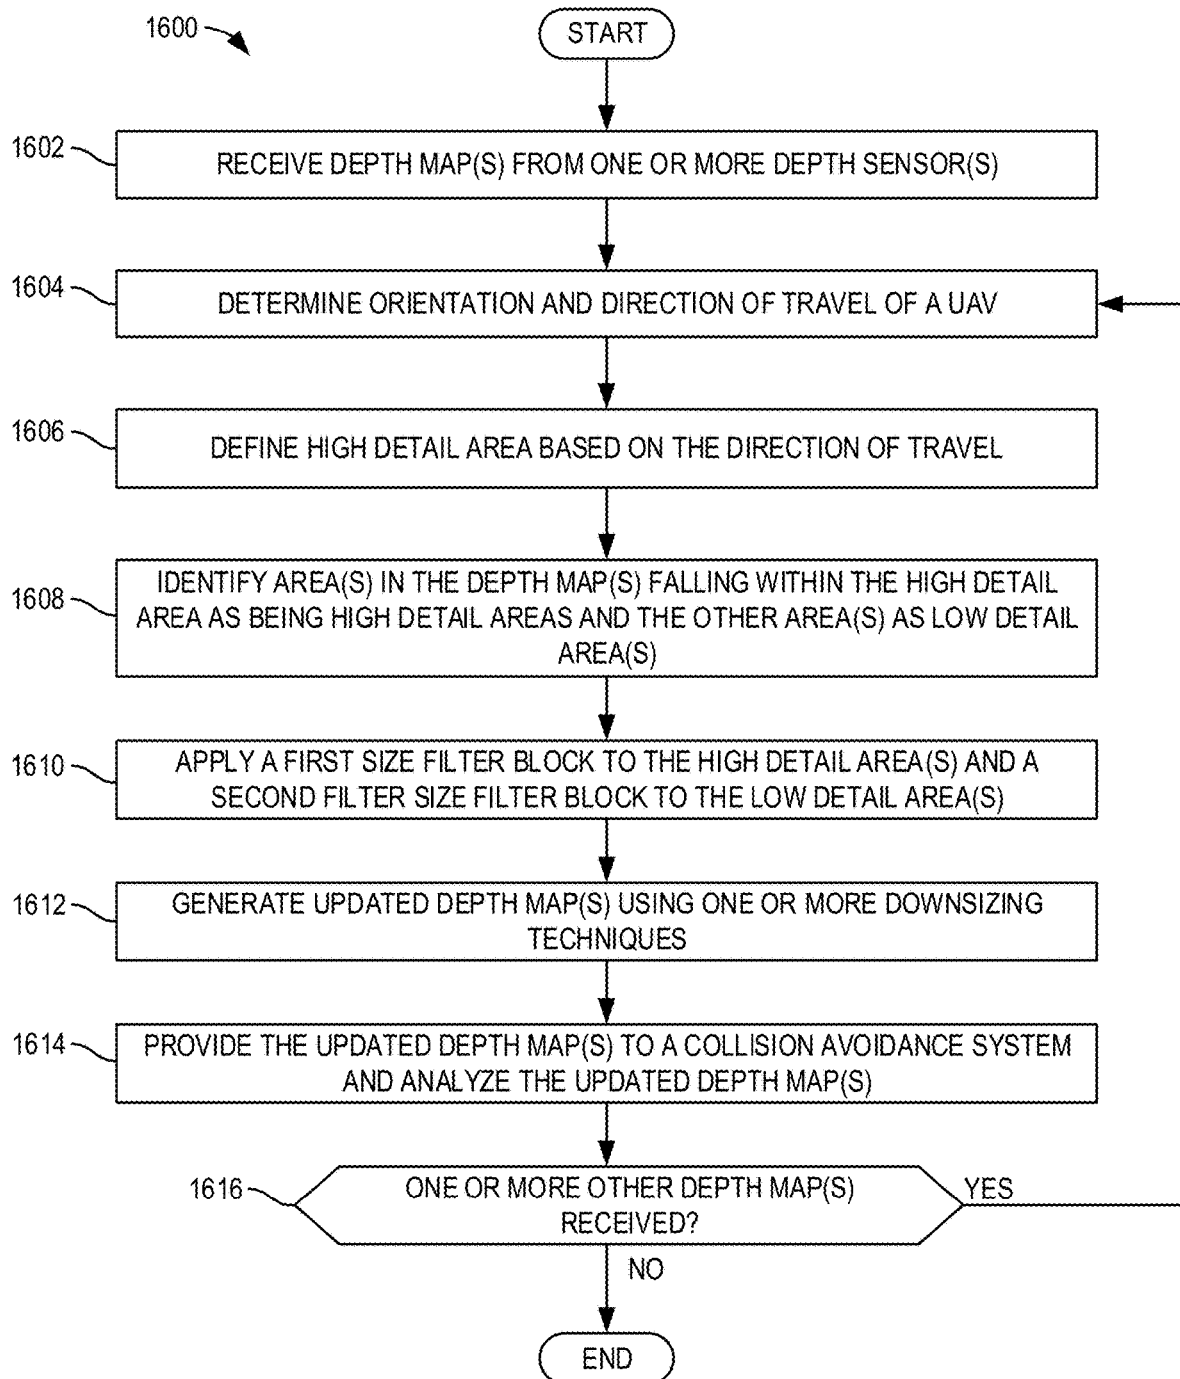 1600
START
1602
RECEIVE DEPTH MAP(S) FROM ONE OR MORE DEPTH SENSOR(S)
1604
DETERMINE ORIENTATION AND DIRECTION OF TRAVEL OF A UAV
1606
DEFINE HIGH DETAIL AREA BASED ON THE DIRECTION OF TRAVEL
1608
IDENTIFY AREA(S) IN THE DEPTH MAP(S) FALLING WITHIN THE HIGH DETAIL
AREA AS BEING HIGH DETAIL AREAS AND THE OTHER AREA(S) AS LOW DETAIL
AREA(S)
1610
APPLY A FIRST SIZE FILTER BLOCK TO THE HIGH DETAIL AREA(S) AND A
SECOND FILTER SIZE FILTER BLOCK TO THE LOW DETAIL AREA(S)
1612
GENERATE UPDATED DEPTH MAP(S) USING ONE OR MORE DOWNSIZING
TECHNIQUES
1614
PROVIDE THE UPDATED DEPTH MAP(S) TO A COLLISION AVOIDANCE SYSTEM
AND ANALYZE THE UPDATED DEPTH MAP(S)
1616
ONE OR MORE OTHER DEPTH MAP(S)
RECEIVED?
YES
NO
END